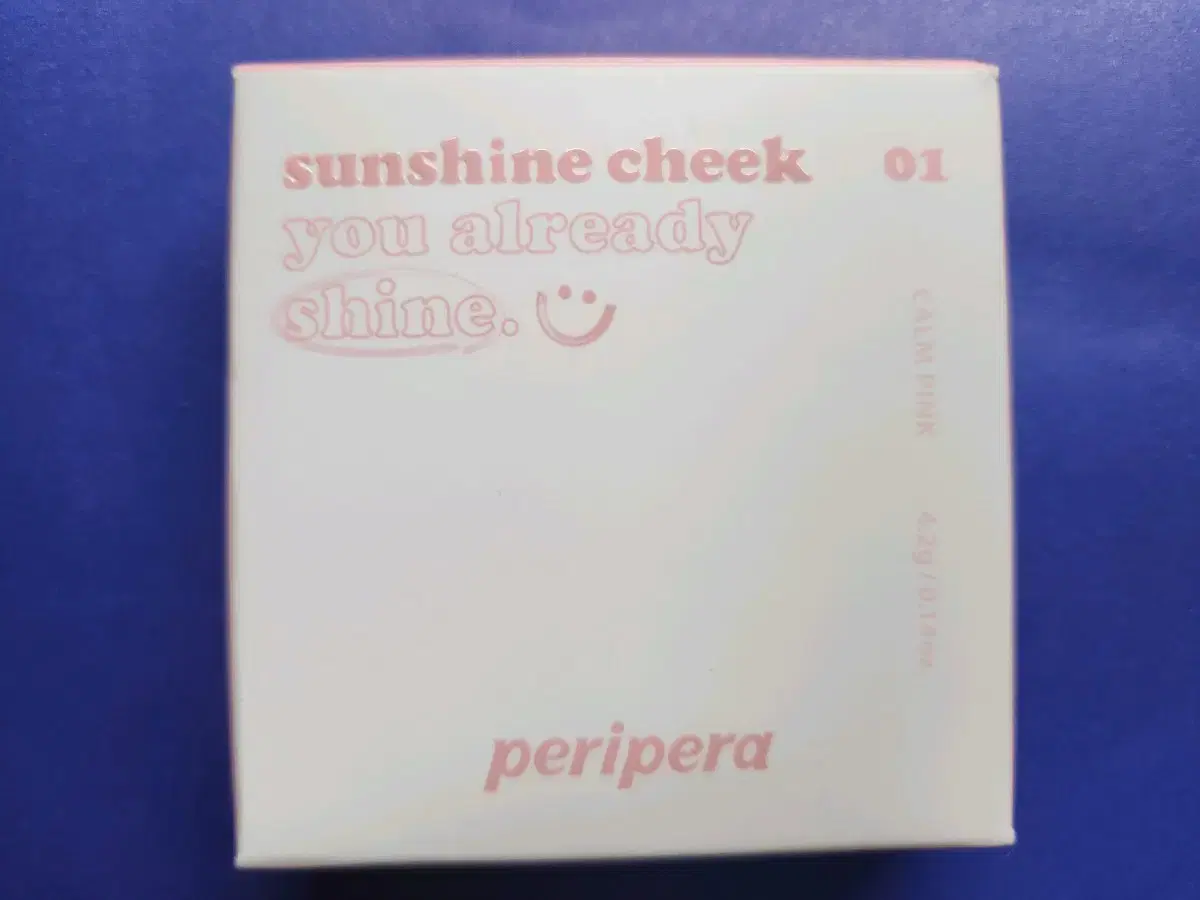 sunshine cheek 01
you already
shine.
CALM PINK 4.2g / 0.14oz.
peripera